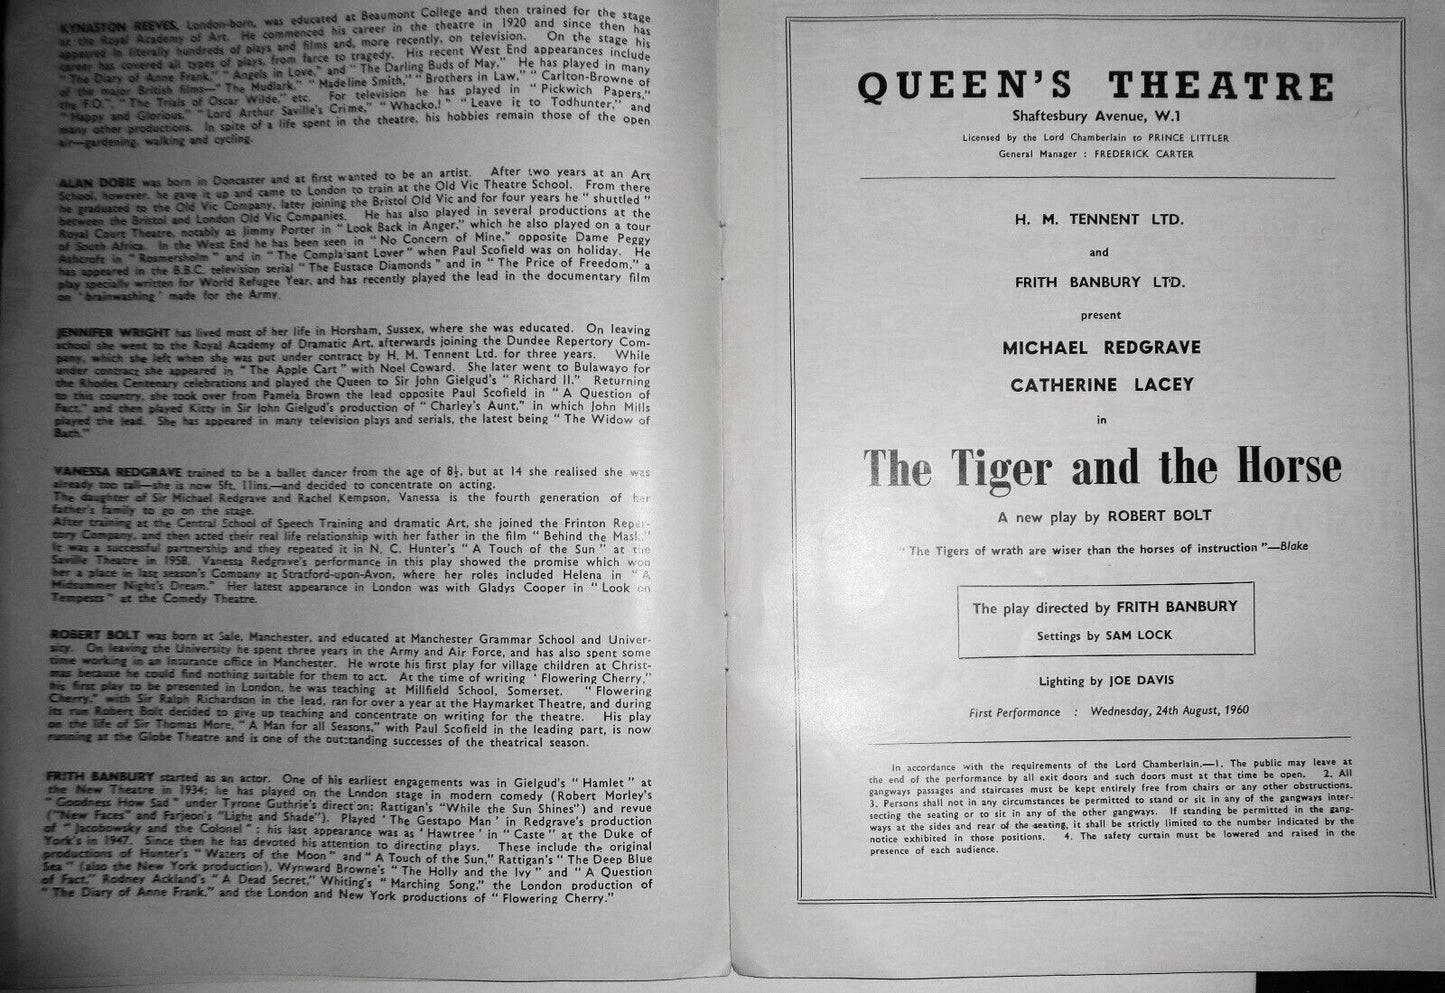 KYNASTON REEVES, London-born, was educated at Beaumont College and then trained for the stage
at the Royal Academy of Art. He commenced his career in the theatre in 1920 and since then has
appeared in literally hundreds of plays and films and, more recently, on television. On the stage his
career has covered all types of plays, from farce to tragedy. His recent West End appearances include
"The Diary of Anne Frank," "Angels in Love," and "The Darling Buds of May." He has played in many
of the major British films—"The Mudlark," "Madeline Smith," "Brothers in Law," "Carlton-Browne of
the F.O.", "The Trials of Oscar Wilde," etc. For television he has played in "Pickwich Papers,"
"Happy and Glorious," "Lord Arthur Saville's Crime," "Whacko,!" "Leave it to Todhunter," and
many other productions. In spite of a life spent in the theatre, his hobbies remain those of the open
air—gardening, walking and cycling.
ALAN DOBIE was born in Doncaster and at first wanted to be an artist. After two years at an Art
School, however, he gave it up and came to London to train at the Old Vic Theatre School. From there
he graduated to the Old Vic Company, later joining the Bristol Old Vic and for four years he "shuttled"
between the Bristol and London Old Vic Companies. He has also played in several productions at the
Royal Court Theatre, notably as Jimmy Porter in "Look Back in Anger," which he also played on a tour
of South Africa. In the West End he has been seen in "No Concern of Mine," opposite Dame Peggy
Ashcroft in "Rosmersholm" and in "The Complaisant Lover" when Paul Scofield was on holiday. He
has appeared in the B.B.C. television serial "The Eustace Diamonds" and in "The Price of Freedom," a
play specially written for World Refugee Year, and has recently played the lead in the documentary film
on 'brainwashing' made for the Army.
JENNIFER WRIGHT has lived most of her life in Horsham, Sussex, where she was educated. On leaving
school she went to the Royal Academy of Dramatic Art, afterwards joining the Dundee Repertory Com-
pany, which she left when she was put under contract by H. M. Tennent Ltd. for three years. While
under contract she appeared in "The Apple Cart" with Noel Coward. She later went to Bulawayo for
the Rhodes Centenary celebrations and played the Queen to Sir John Gielgud's "Richard II." Returning
to this country, she took over from Pamela Brown the lead opposite Paul Scofield in "A Question of
Fact," and then played Kitty in Sir John Gielgud's production of "Charley's Aunt," in which John Mills
played the lead. She has appeared in many television plays and serials, the latest being "The Widow of
Bath."
VANESSA REDGRAVE trained to be a ballet dancer from the age of 8½, but at 14 she realised she was
already too tall—she is now 5ft. 11ins.—and decided to concentrate on acting.
The daughter of Sir Michael Redgrave and Rachel Kempson, Vanessa is the fourth generation of her
father's family to go on the stage.
After training at the Central School of Speech Training and dramatic Art, she joined the Frinton Reper-
tory Company, and then acted their real life relationship with her father in the film "Behind the Mask."
It was a successful partnership and they repeated it in N. C. Hunter's "A Touch of the Sun" at the
Saville Theatre in 1958. Vanessa Redgrave's performance in this play showed the promise which won
her a place in last season's Company at Stratford-upon-Avon, where her roles included Helena in "A
Midsummer Night's Dream." Her latest appearance in London was with Gladys Cooper in "Look on
Tempests" at the Comedy Theatre.
ROBERT BOLT was born at Sale, Manchester, and educated at Manchester Grammar School and Univer-
sity. On leaving the University he spent three years in the Army and Air Force, and has also spent some
time working in an insurance office in Manchester. He wrote his first play for village children at Christ-
mas because he could find nothing suitable for them to act. At the time of writing 'Flowering Cherry,"
his first play to be presented in London, he was teaching at Millfield School, Somerset. "Flowering
Cherry," with Sir Ralph Richardson in the lead, ran for over a year at the Haymarket Theatre, and during
its run Robert Bolt decided to give up teaching and concentrate on writing for the theatre. His play
on the life of Sir Thomas More, "A Man for all Seasons," with Paul Scofield in the leading part, is now
running at the Globe Theatre and is one of the outstanding successes of the theatrical season.
FRITH BANBURY started as an actor. One of his earliest engagements was in Gielgud's "Hamlet" at
the New Theatre in 1934; he has played on the London stage in modern comedy (Robert Morley's
"Goodness How Sad" under Tyrone Guthrie's direction; Rattigan's "While the Sun Shines") and revue
("New Faces" and Farjeon's "Light and Shade"). Played 'The Gestapo Man' in Redgrave's production
of "Jacobowsky and the Colonel"; his last appearance was as 'Hawtree' in "Caste" at the Duke of
York's in 1947. Since then he has devoted his attention to directing plays. These include the original
productions of Hunter's "Waters of the Moon" and "A Touch of the Sun," Rattigan's "The Deep Blue
Sea" (also the New York production), Wynward Browne's "The Holly and the Ivy" and "A Question
of Fact," Rodney Ackland's "A Dead Secret," Whiting's "Marching Song," the London production of
"The Diary of Anne Frank," and the London and New York productions of "Flowering Cherry."
QUEEN'S THEATRE
Shaftesbury Avenue, W.1
Licensed by the Lord Chamberlain to PRINCE LITTLER
General Manager : FREDERICK CARTER
H. M. TENNENT LTD.
and
FRITH BANBURY LTD.
present
MICHAEL REDGRAVE
CATHERINE LACEY
in
The Tiger and the Horse
A new play by ROBERT BOLT
"The Tigers of wrath are wiser than the horses of instruction"—Blake
The play directed by FRITH BANBURY
Settings by SAM LOCK
Lighting by JOE DAVIS
First Performance : Wednesday, 24th August, 1960
In accordance with the requirements of the Lord Chamberlain.—1. The public may leave at
the end of the performance by all exit doors and such doors must at that time be open. 2. All
gangways passages and staircases must be kept entirely free from chairs or any other obstructions.
3. Persons shall not in any circumstances be permitted to stand or sit in any of the gangways inter-
secting the seating or to sit in any of the other gangways. If standing be permitted in the gang-
ways at the sides and rear of the seating, it shall be strictly limited to the number indicated by the
notice exhibited in those positions. 4. The safety curtain must be lowered and raised in the
presence of each audience.